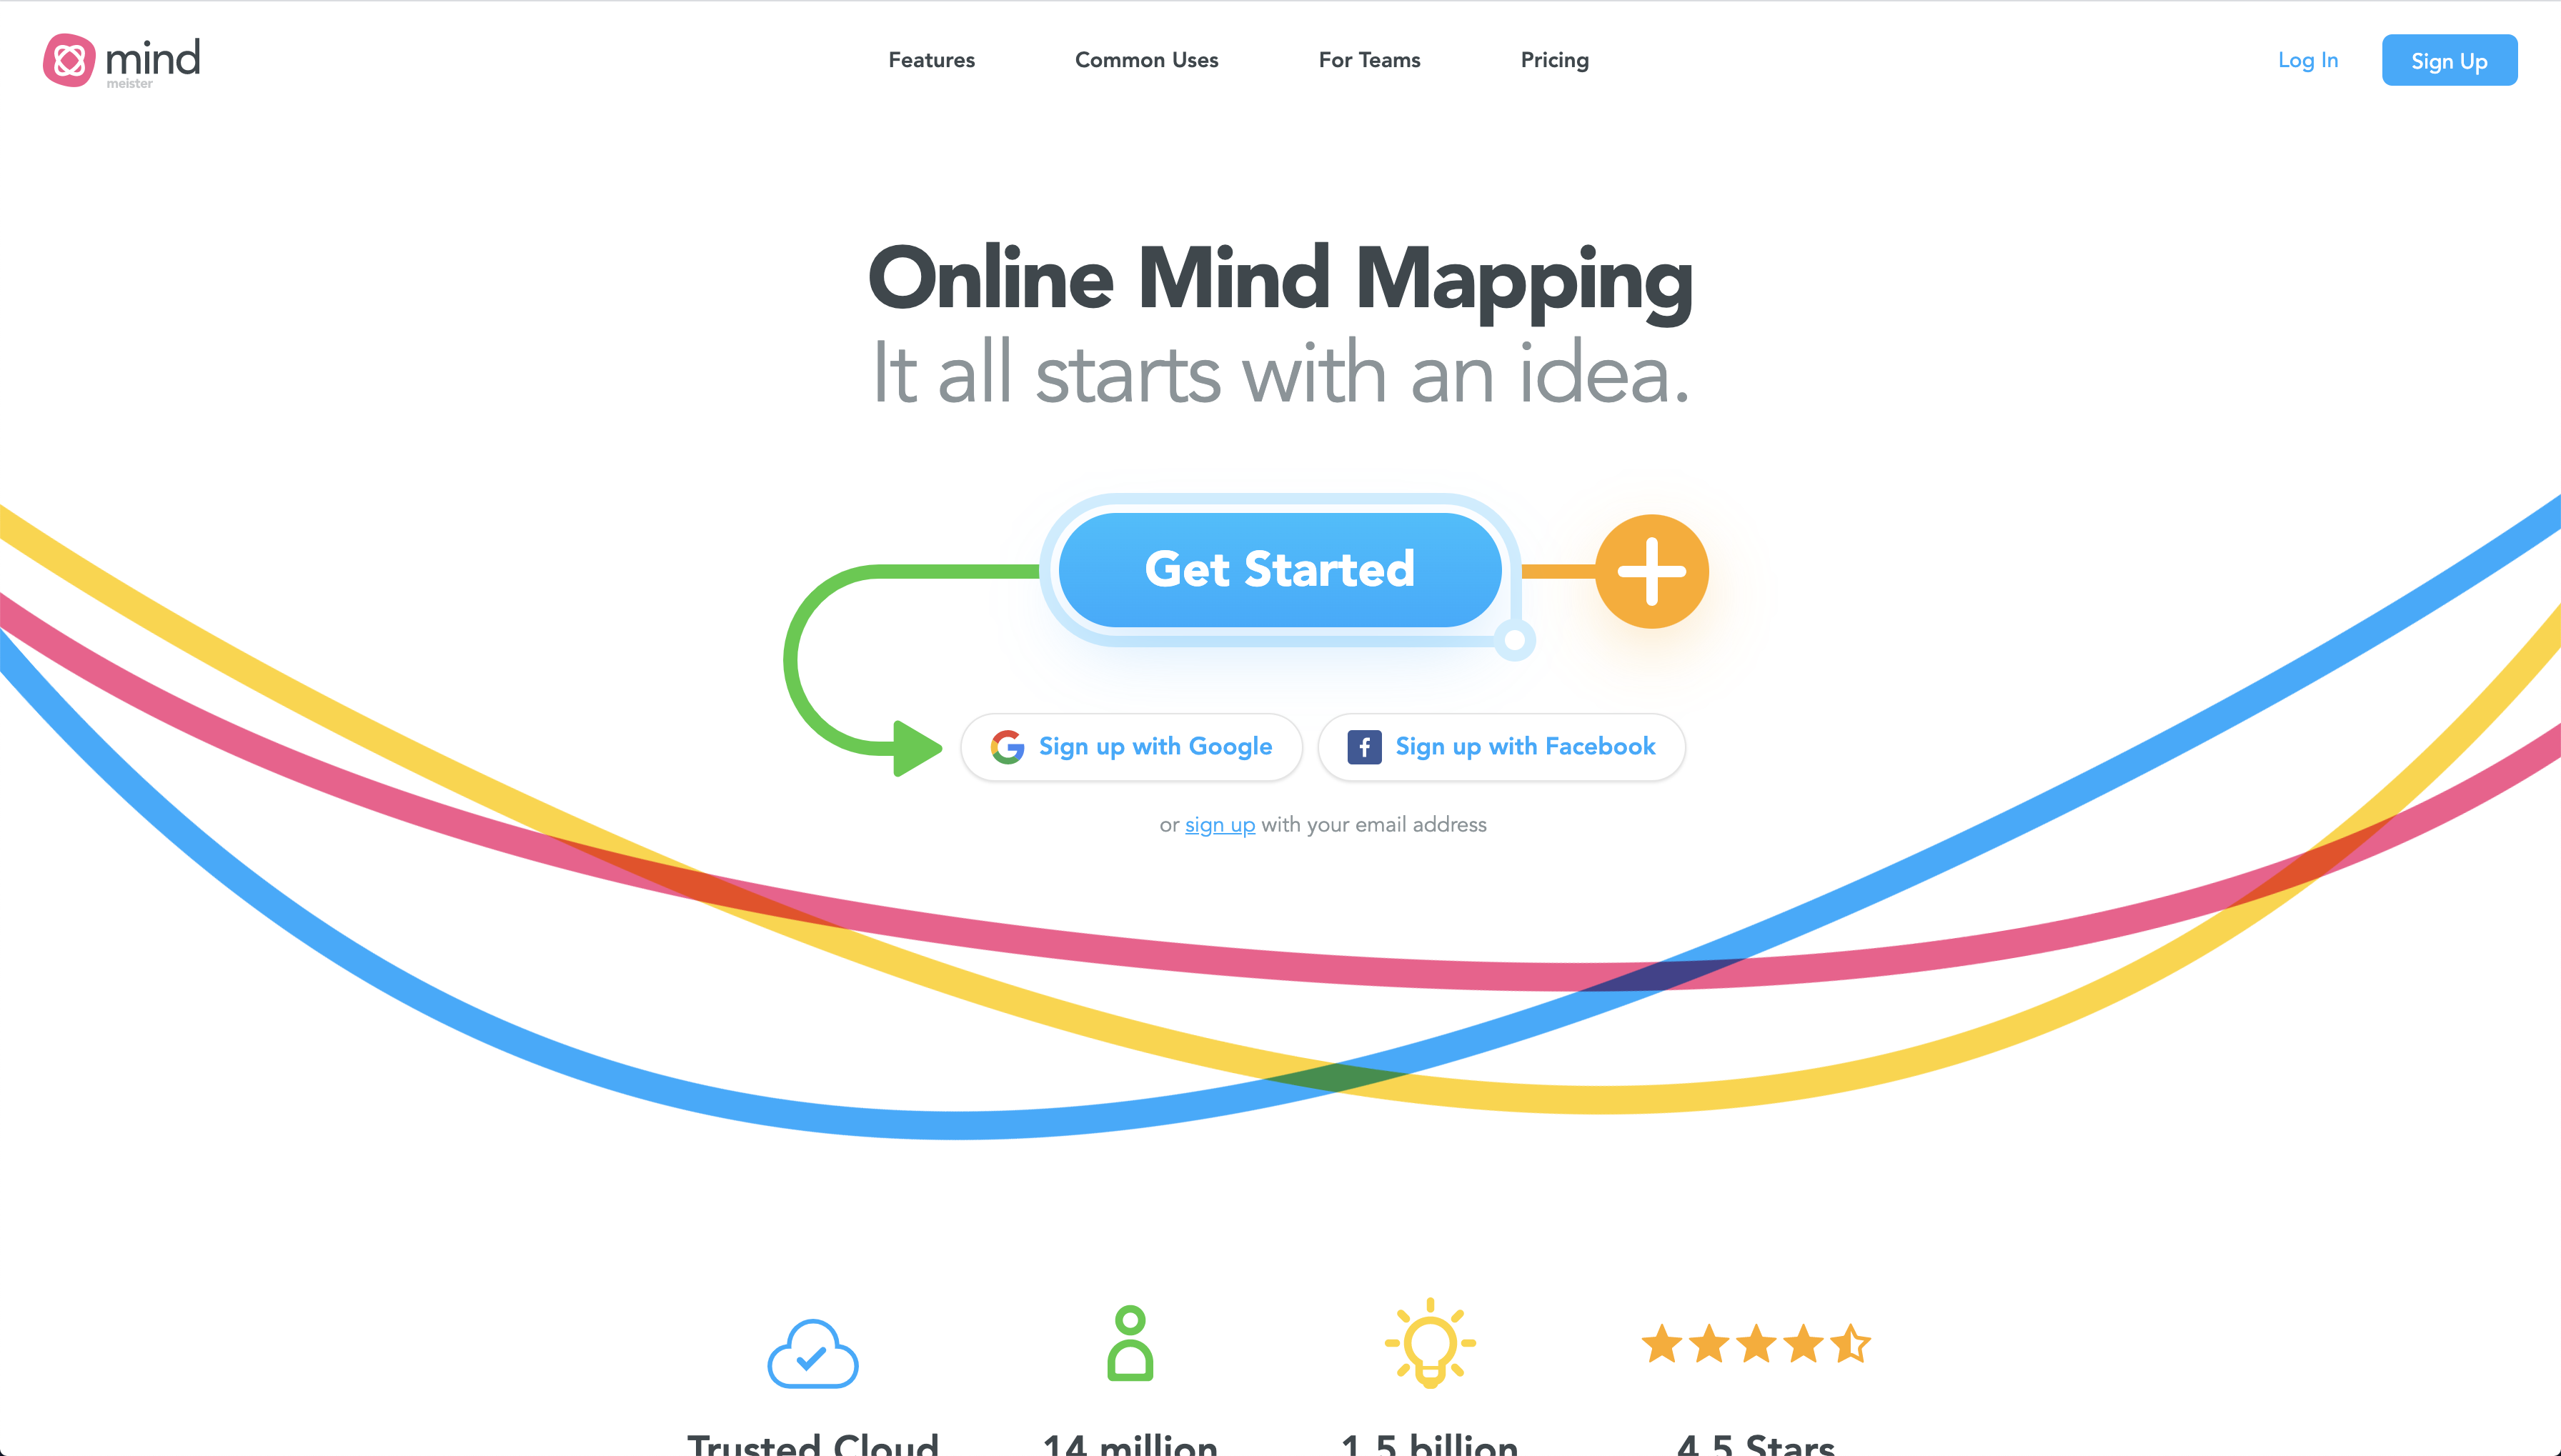 mind
meister
Features
Common Uses
For Teams
Pricing
Log In
Sign Up
Online Mind Mapping
It all starts with an idea.
Get Started
Sign up with Google
f
Sign up with Facebook
or sign up with your email address
Trusted Cloud
14 million
1.5 billion
4.5 Stars